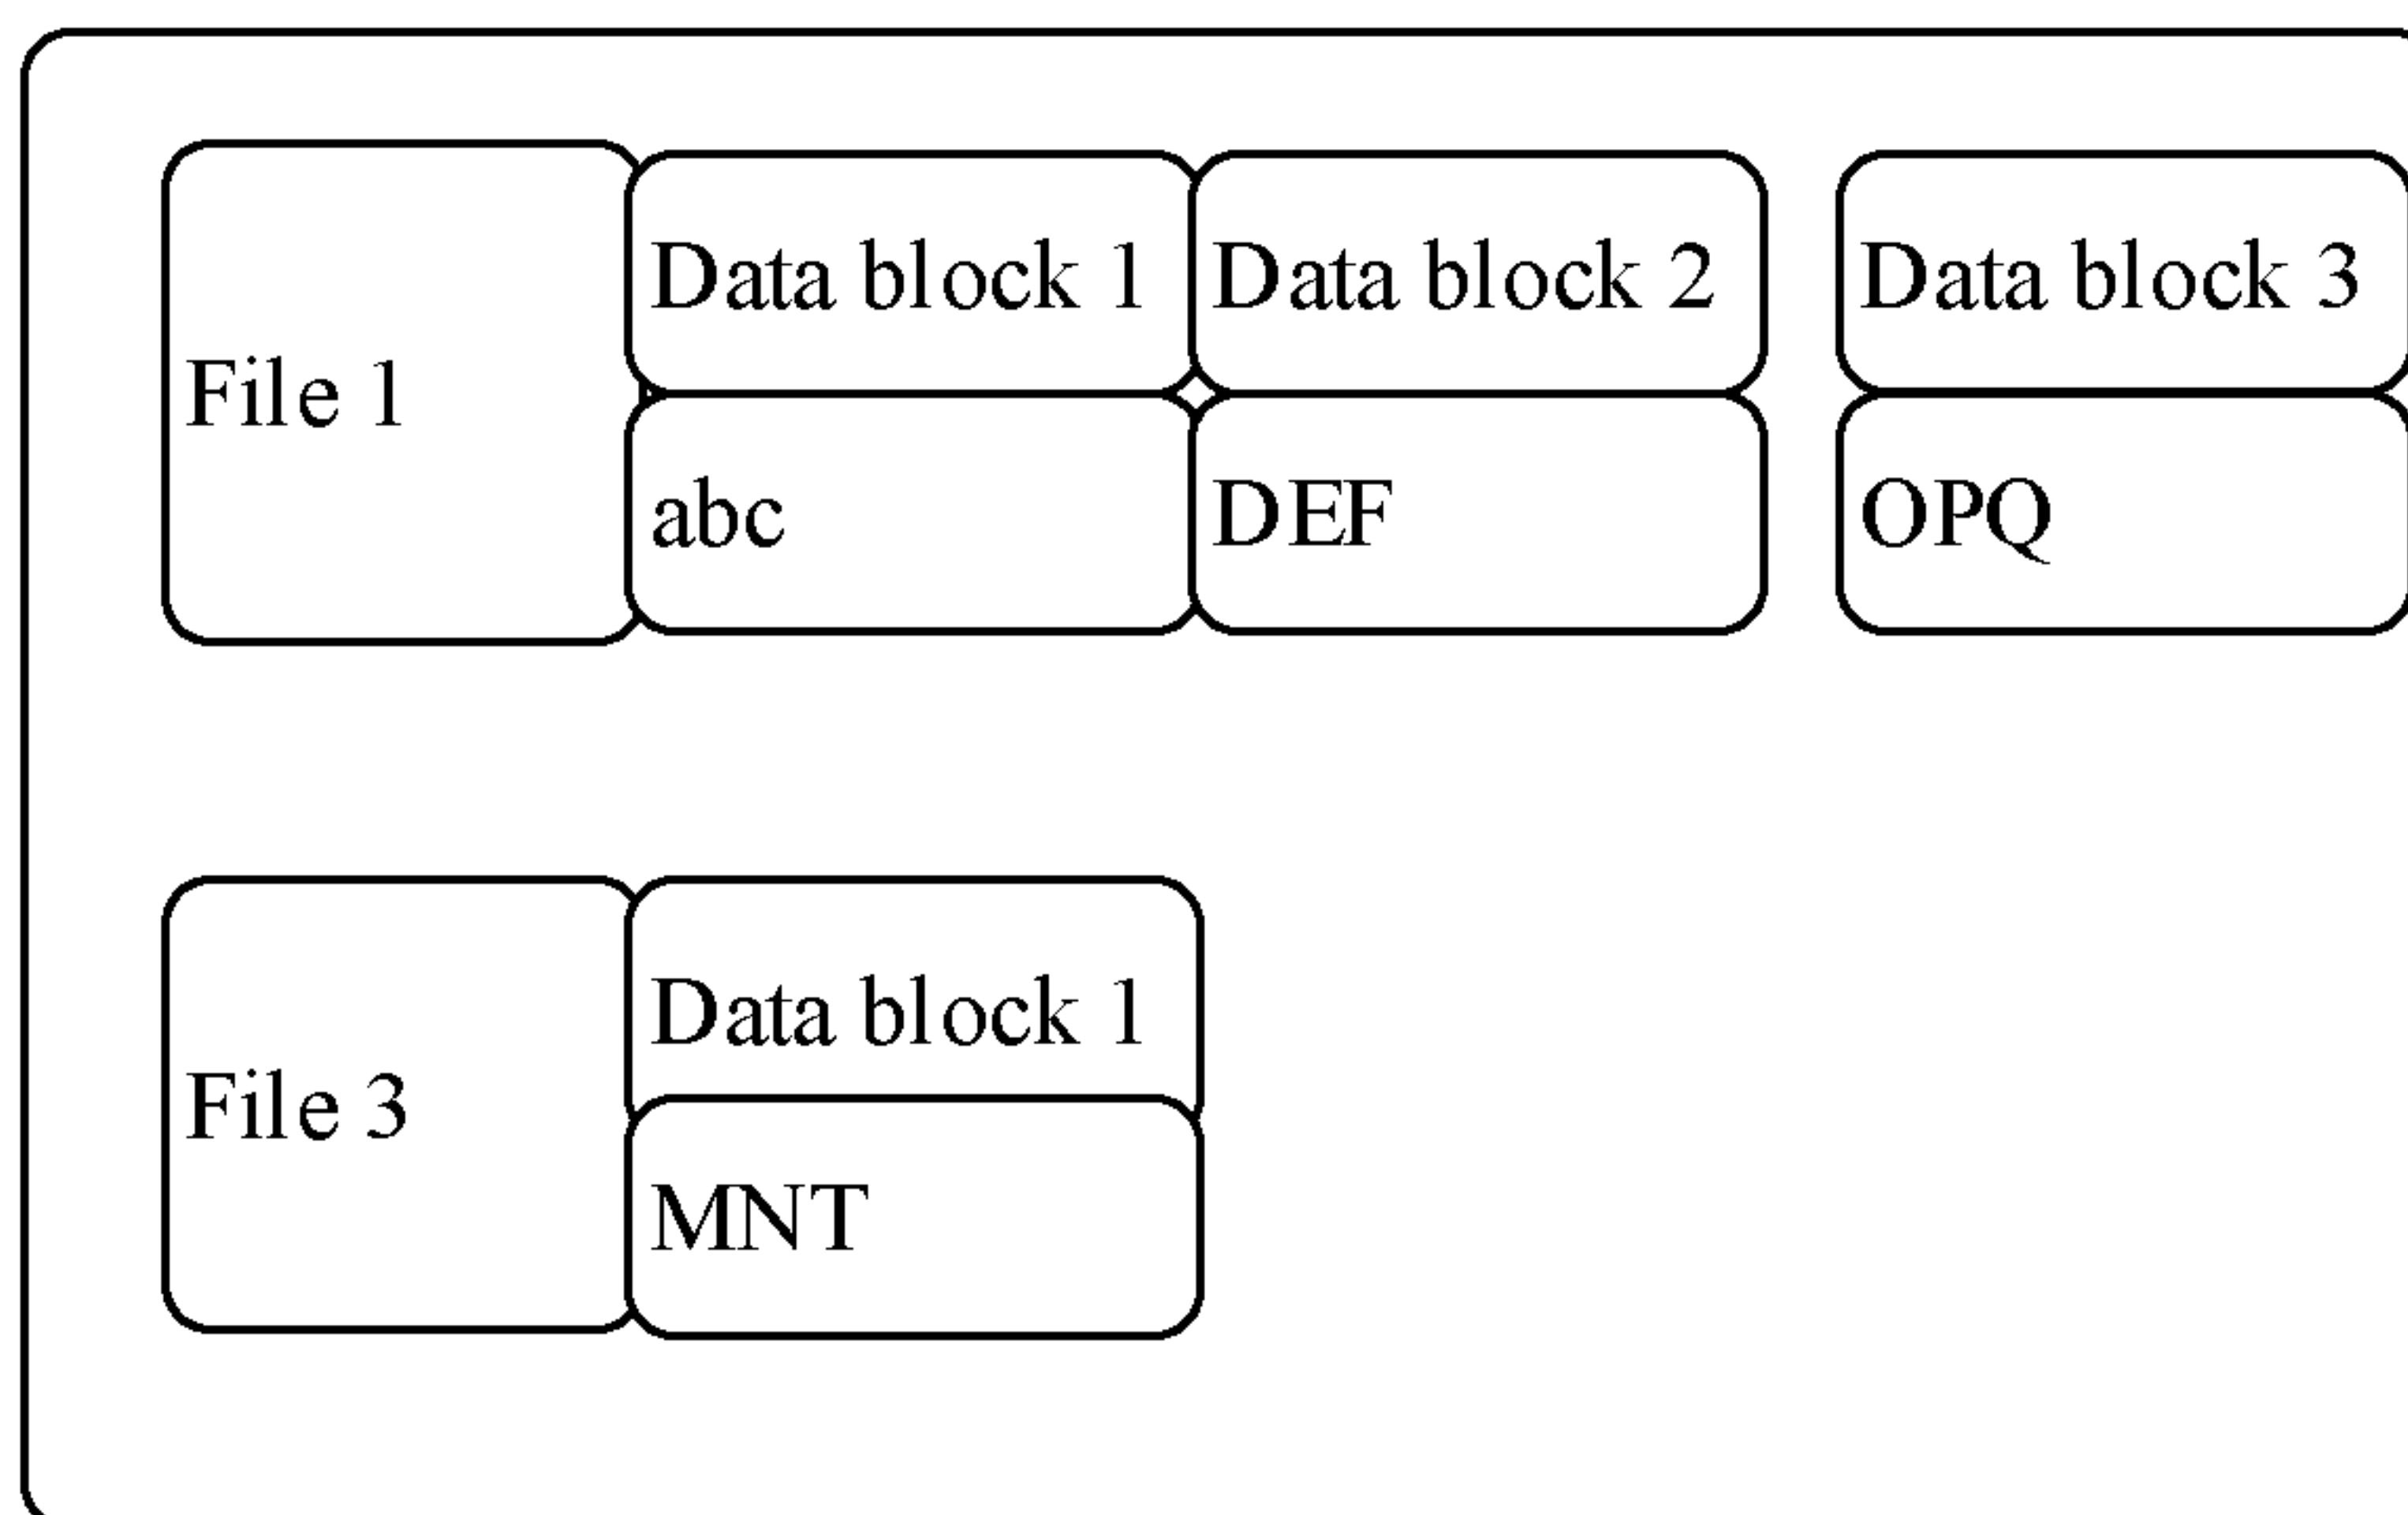 File 1
Data block 1
Data block 2
Data block 3
abc
DEF
OPQ
File 3
Data block 1
MNT